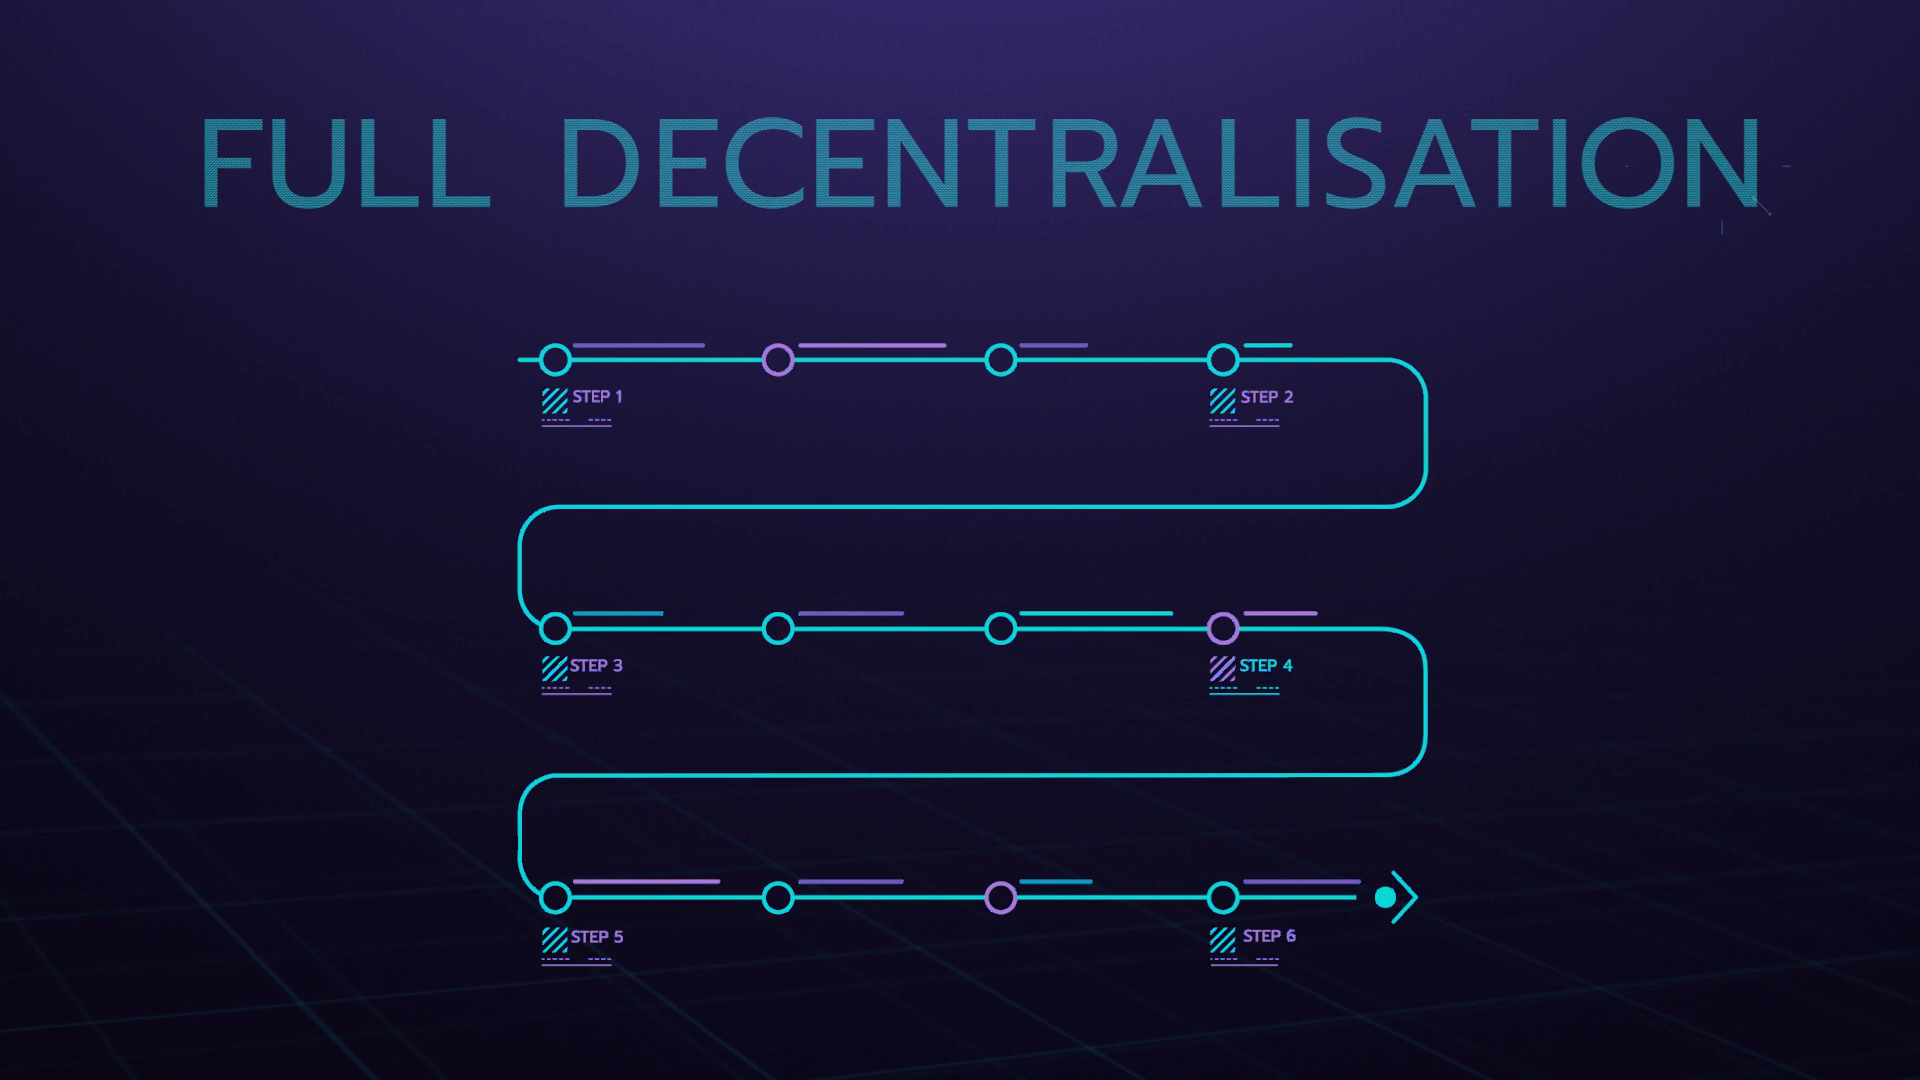 FULL DECENTRALISATION
STEP 1
STEP 2
STEP 3
STEP 4
STEP 5
STEP 6